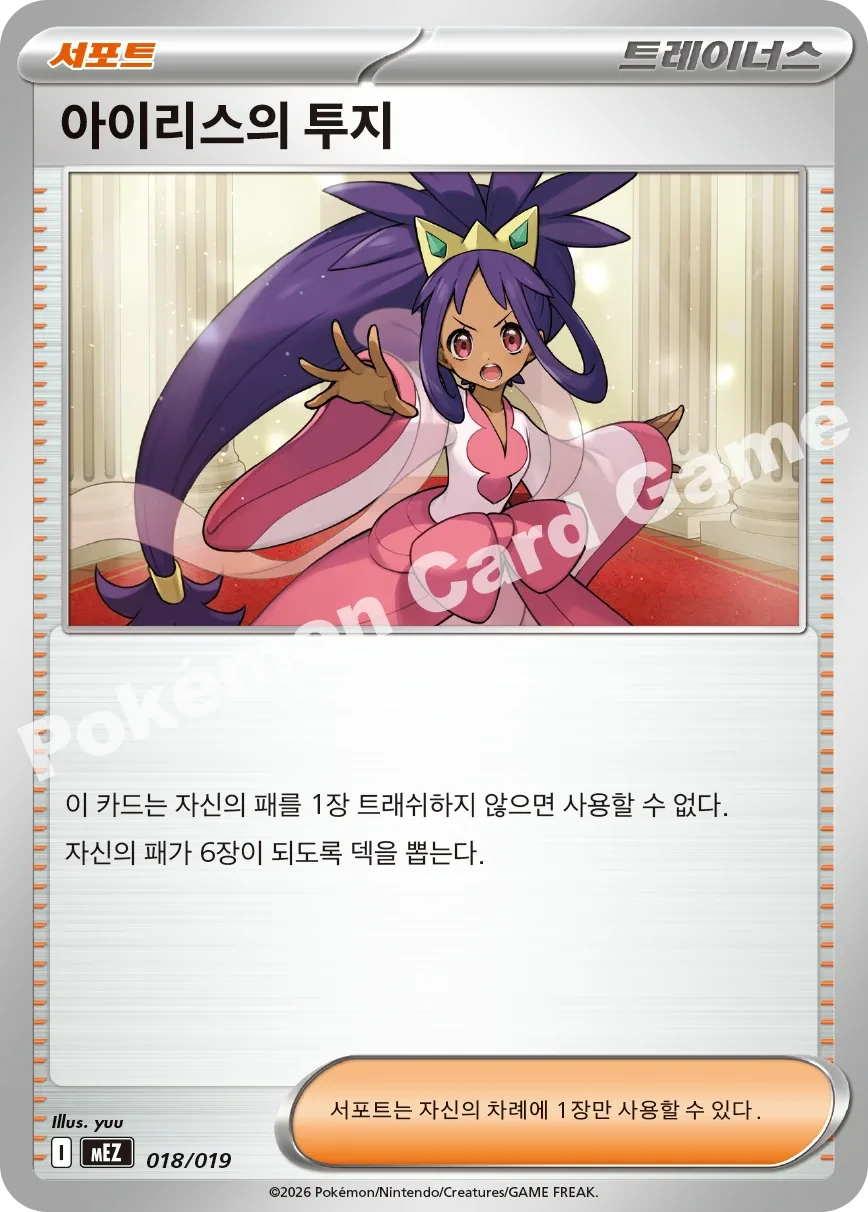 서포트
트레이너스
아이리스의 투지
Pokémon Card Game
이 카드는 자신의 패를 1장 트래쉬하지 않으면 사용할 수 없다.
자신의 패가 6장이 되도록 덱을 뽑는다.
서포트는 자신의 차례에 1장만 사용할 수 있다.
Illus. yuu
I mEZ 018/019
©2026 Pokémon/Nintendo/Creatures/GAME FREAK.